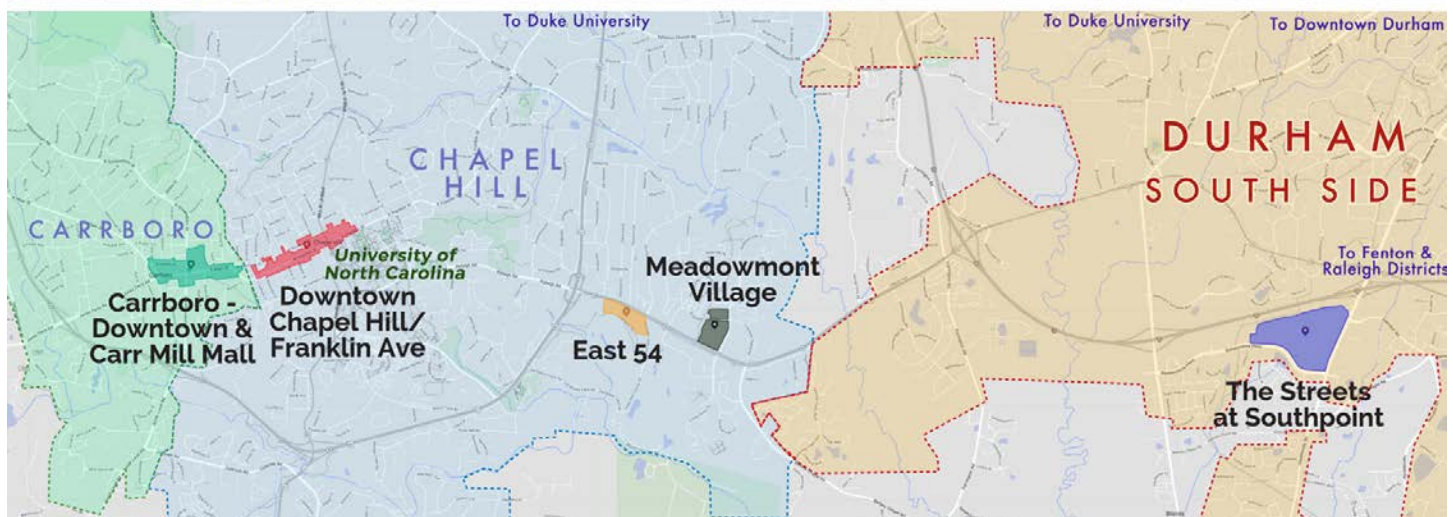 To Duke University
To Duke University
To Downtown Durham
DURHAM
SOUTH SIDE
CHAPEL
HILL
CARRBORO
University of
North Carolina
To Fenton &
Raleigh Districts
Meadowmont
Village
Carrboro -
Downtown &
Carr Mill Mall
Downtown
Chapel Hill/
Franklin Ave
East 54
The Streets
at Southpoint